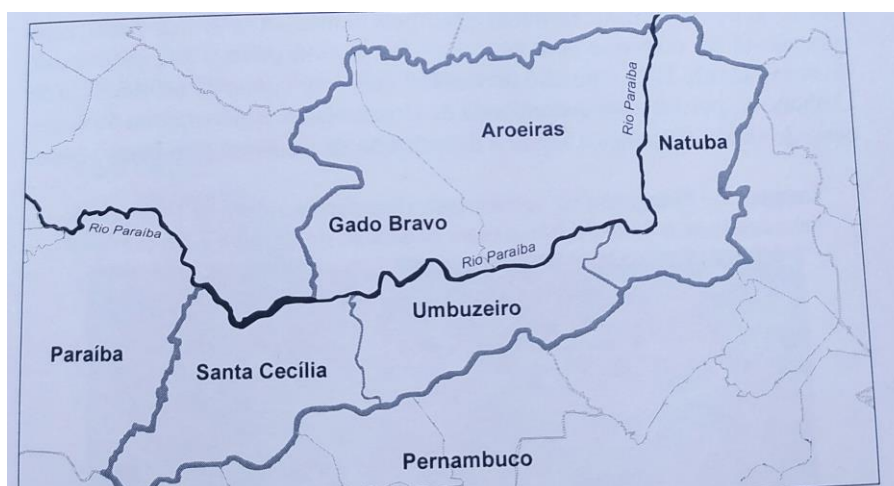 Aroeiras
Rio Paraíba
Natuba
Rio Paraíba
Gado Bravo
Rio Paraíba
Umbuzeiro
Paraíba
Santa Cecília
Pernambuco